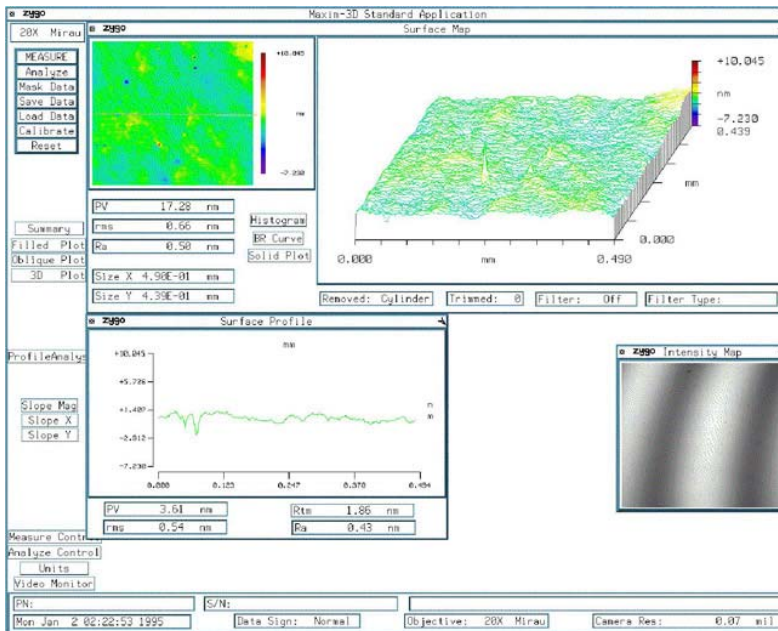 zygo Maxim-3D Standard Application
20X Mirau
MEASURE
Analyze
Mask Data
Save Data
Load Data
Calibrate
Reset
Summary
Filled Plot
Oblique Plot
3D Plot
ProfileAnalys
Slope Mag
Slope X
Slope Y
Measure Contro
Analyze Control
Units
Video Monitor
zygo
+10.045
nm
-7.230
PV 17.28 nm
rms 0.66 nm
Ra 0.50 nm
Size X 4.90E-01 mm
Size Y 4.39E-01 mm
Histogram
BR Curve
Solid Plot
Surface Map
+10.045
nm
-7.230
0.439
mm
0.000
0.000 mm 0.490
Removed: Cylinder Trimmed: 0 Filter: Off Filter Type:
zygo Surface Profile
mm
+10.045
+5.726
+1.407
-2.912
-7.230
n
m
0.000 0.123 0.247 0.370 0.494
PV 3.61 nm Rtm 1.86 nm
rms 0.54 nm Ra 0.43 nm
zygo Intensity Map
PN: S/N:
Mon Jan 2 02:22:53 1995 Data Sign: Normal Objective: 20X Mirau Camera Res: 0.07 mil